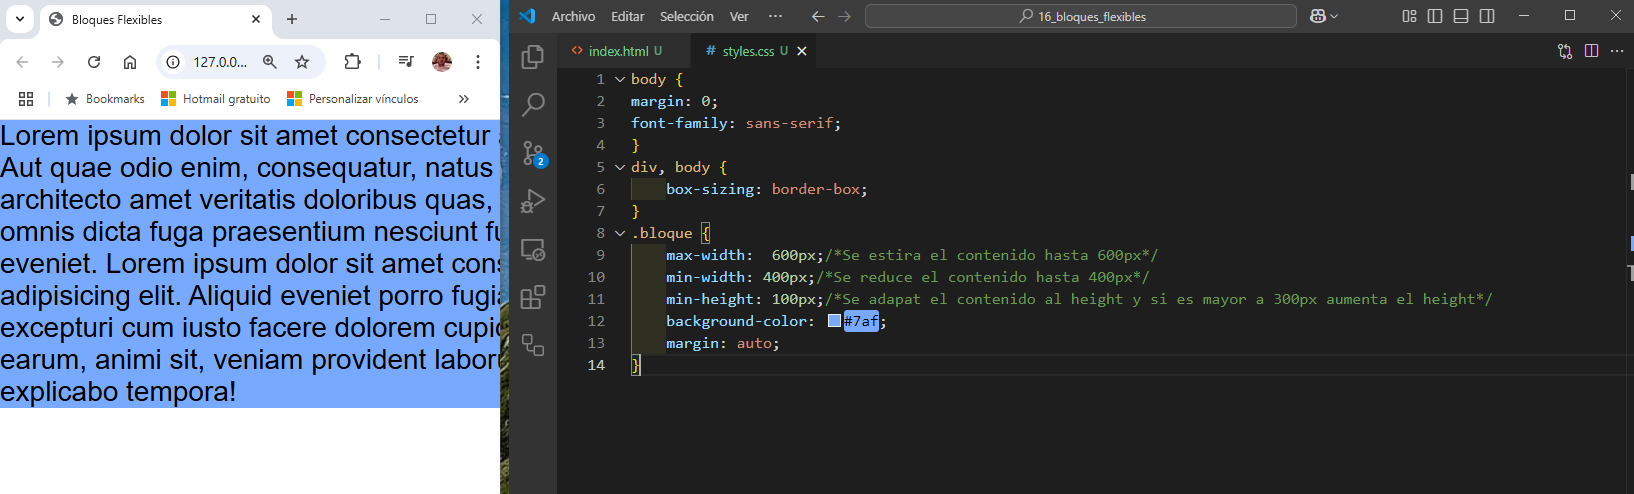 Bloques Flexibles
127.0.0...
Bookmarks
Hotmail gratuito
Personalizar vínculos
Lorem ipsum dolor sit amet consectetur
Aut quae odio enim, consequatur, natus
architecto amet veritatis doloribus quas,
omnis dicta fuga praesentium nesciunt
eveniet. Lorem ipsum dolor sit amet
adipisicing elit. Aliquid eveniet porro
excepturi cum iusto facere dolorem
earum, animi sit, veniam provident
explicabo tempora!
Archivo Editar Selección Ver ···
16_bloques_flexibles
index.html U
# styles.css U
2
1 body {
2 margin: 0;
3 font-family: sans-serif;
4 }
5 div, body {
6 box-sizing: border-box;
7 }
8 .bloque {
9 max-width:  600px;/*Se estira el contenido hasta 600px*/
10 min-width: 400px;/*Se reduce el contenido hasta 400px*/
11 min-height: 100px;/*Se adapat el contenido al height y si es mayor a 300px aumenta el height*/
12 background-color: #7af;
13 margin: auto;
14 }